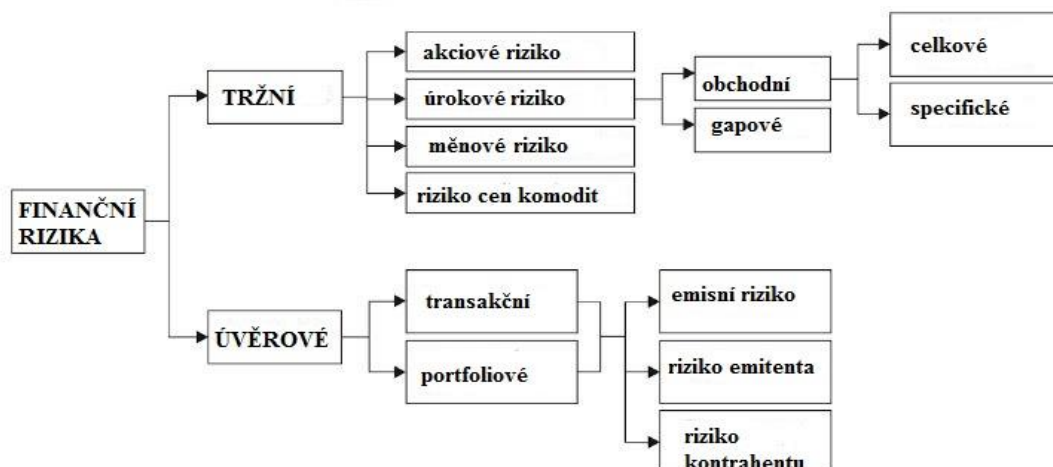 FINANČNÍ
RIZIKA
TRŽNÍ
akciové riziko
úrokové riziko
měnové riziko
riziko cen komodit
obchodní
gapové
celkové
specifické
ÚVĚROVÉ
transakční
portfoliové
emisní riziko
riziko emitenta
riziko
kontrahentu